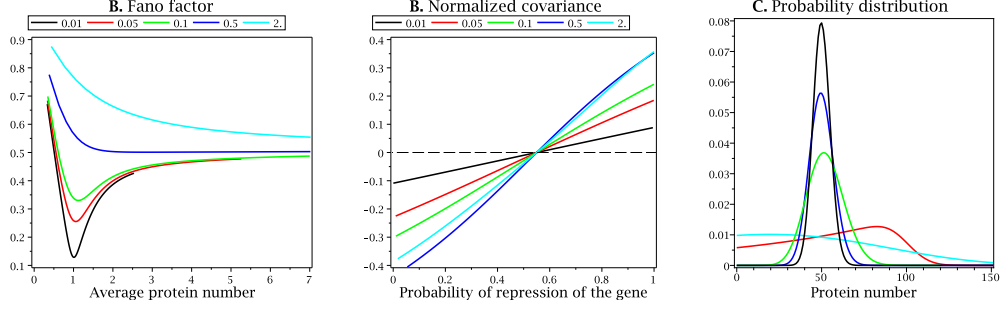 B. Fano factor
0.01 0.05 0.1 0.5 2.
0.9
0.8
0.7
0.6
0.5
0.4
0.3
0.2
0.1
0 1 2 3 4 5 6 7
Average protein number
B. Normalized covariance
0.01 0.05 0.1 0.5 2.
0.4
0.3
0.2
0.1
0
-0.1
-0.2
-0.3
-0.4
0.0 0.2 0.4 0.6 0.8 1
Probability of repression of the gene
C. Probability distribution
0.08
0.07
0.06
0.05
0.04
0.03
0.02
0.01
0
0 50 100 150
Protein number